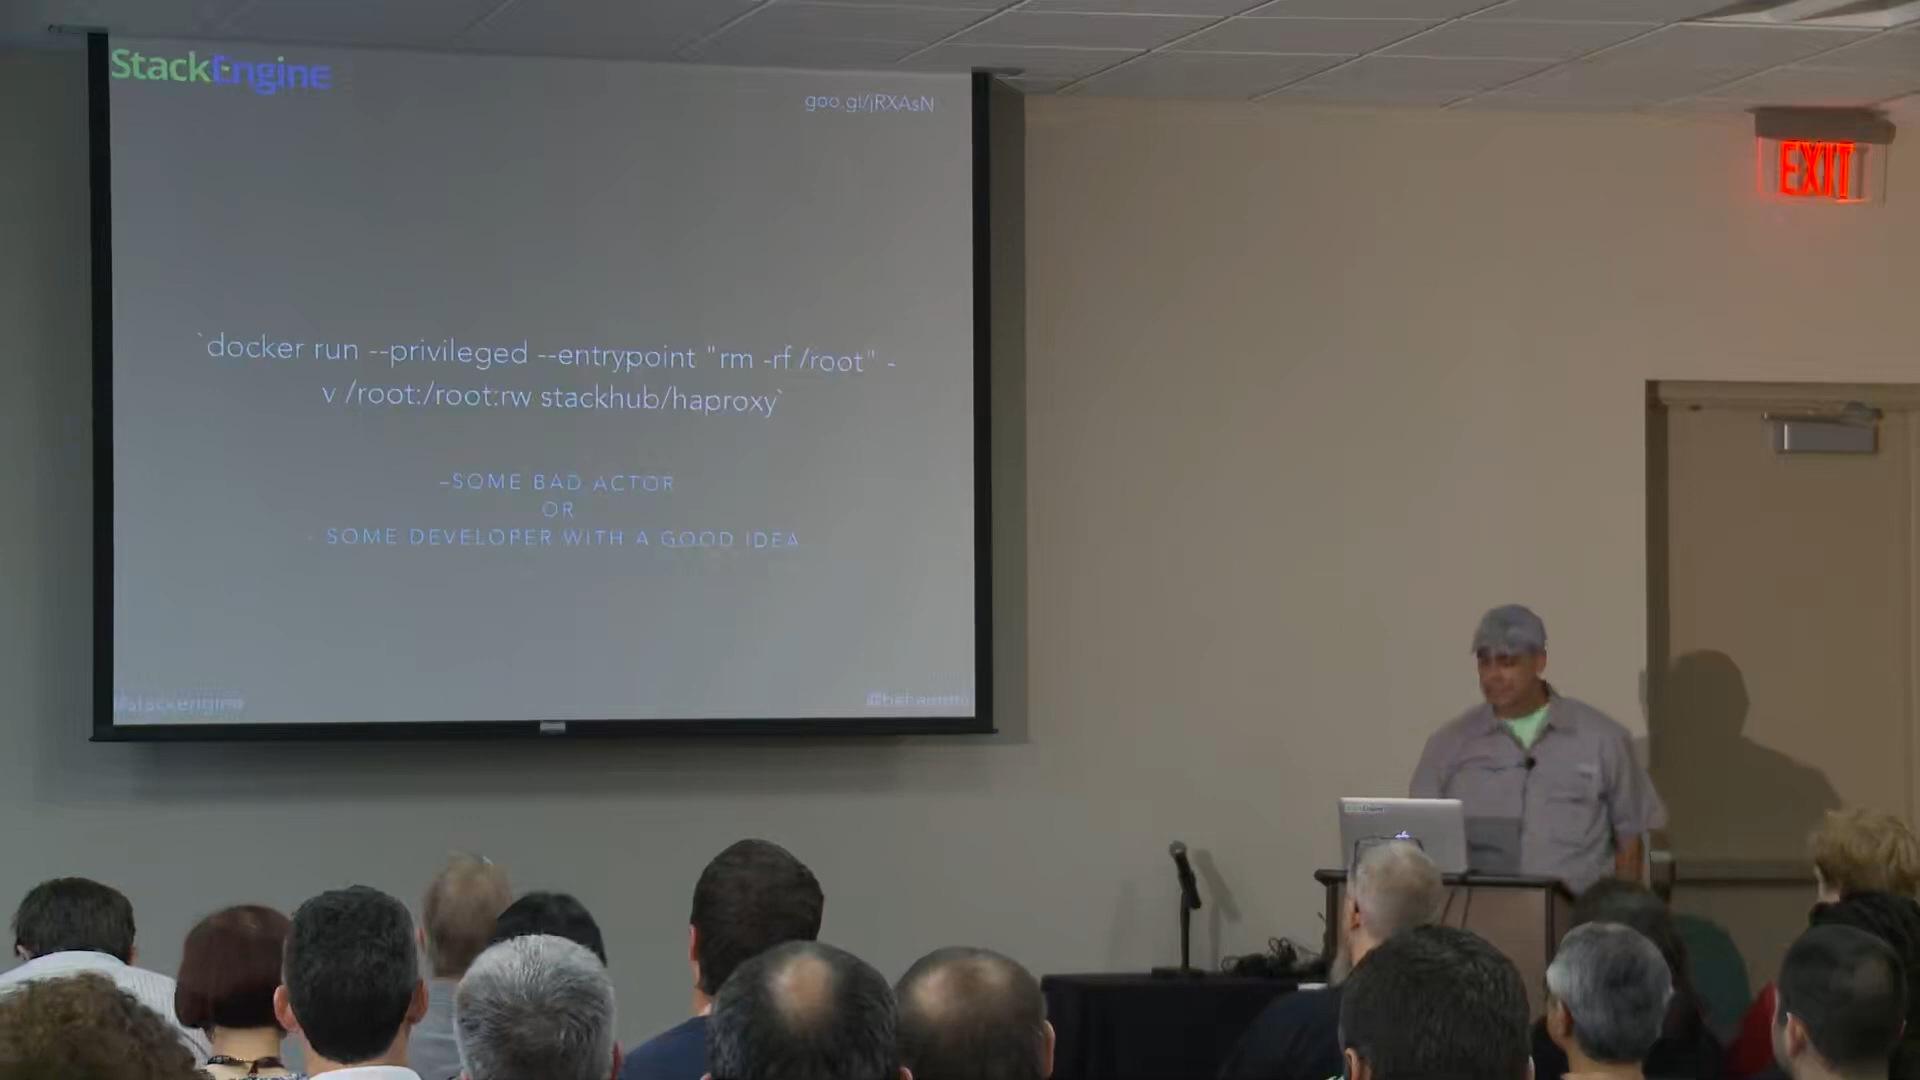 StackEngine
goo.gl/jRXAsN
`docker run --privileged --entrypoint "rm -rf /root" -
v /root:/root:rw stackhub/haproxy`
–SOME BAD ACTOR
OR
- SOME DEVELOPER WITH A GOOD IDEA
EXIT